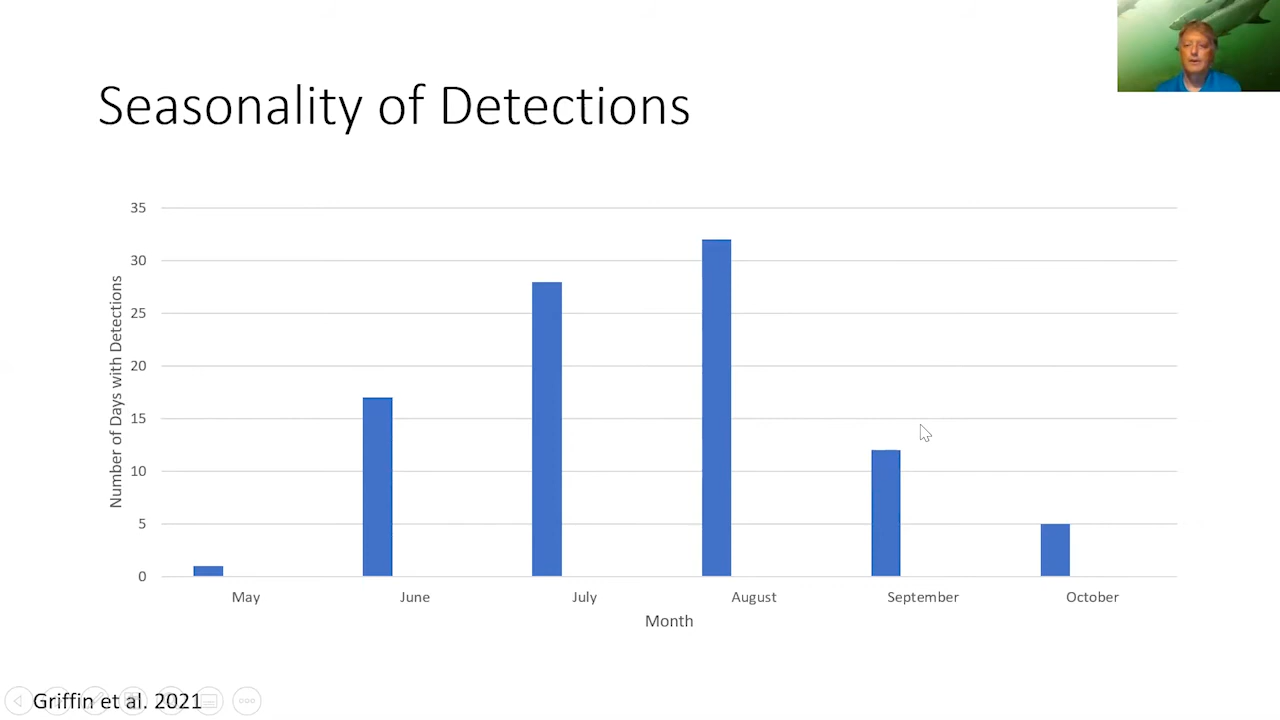 Seasonality of Detections
35
30
25
20
15
10
5
0
Number of Days with Detections
May
June
July
August
September
October
Month
Griffin et al. 2021